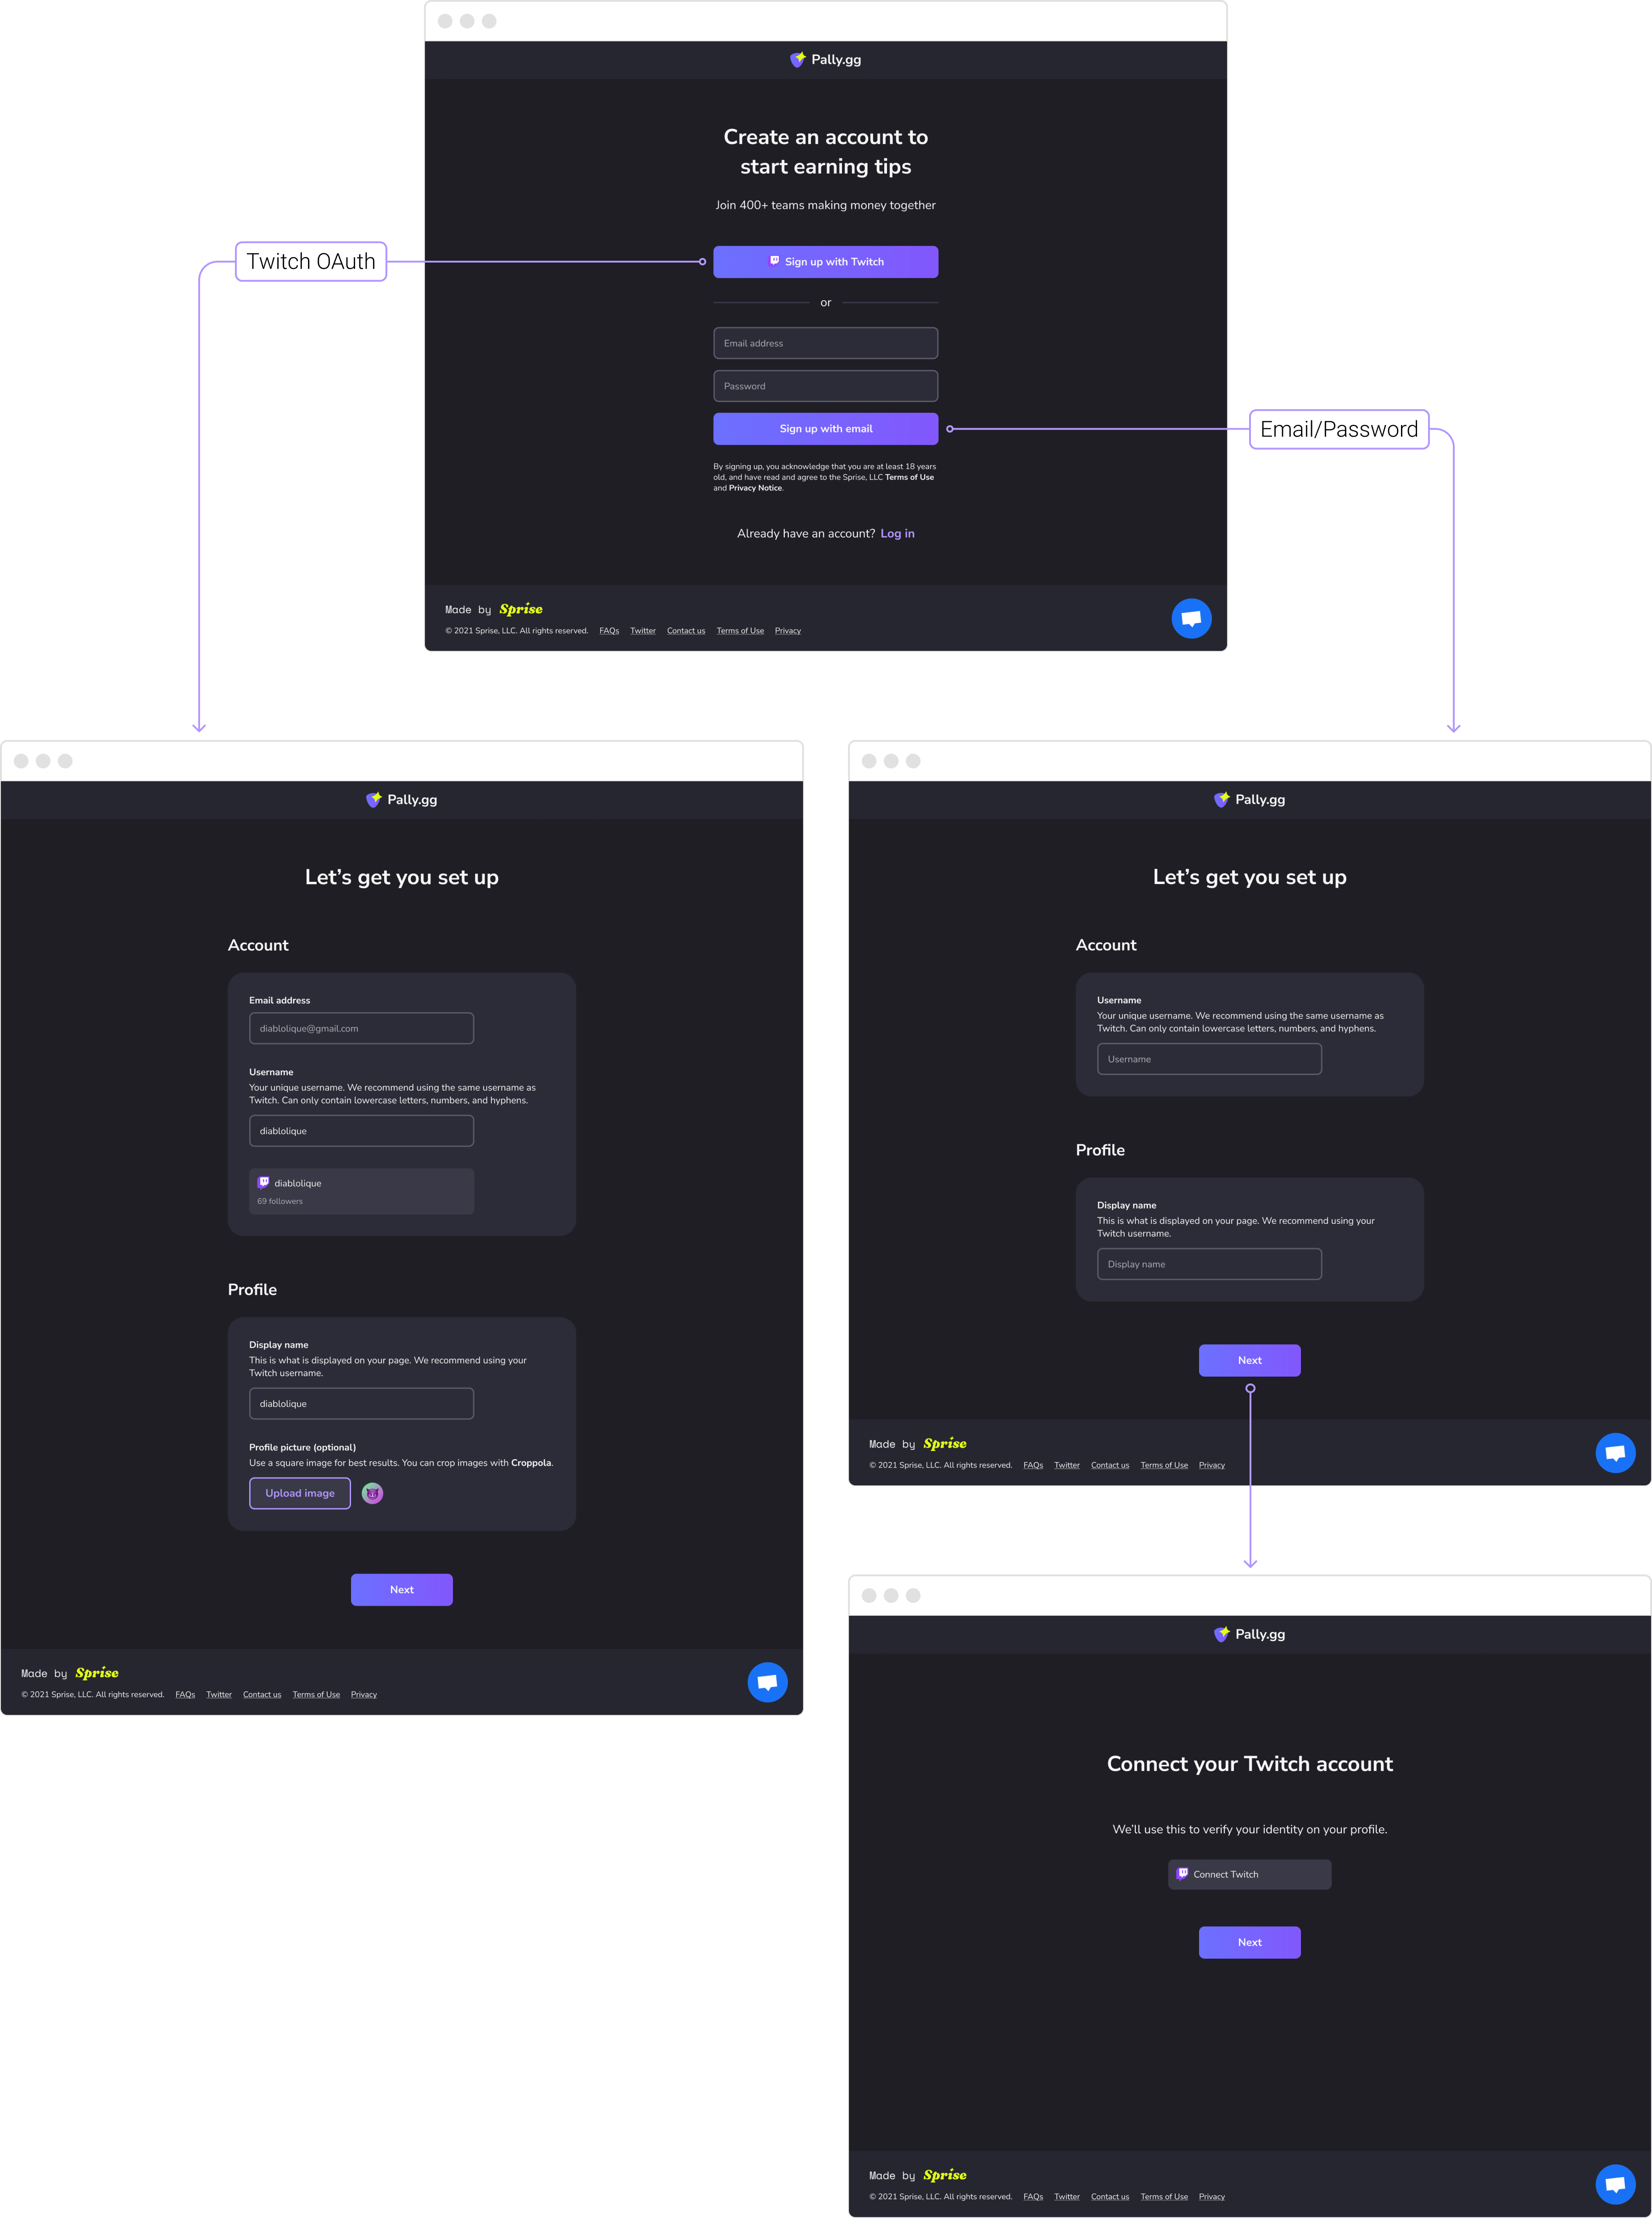 Pally.gg
Create an account to
start earning tips
Join 400+ teams making money together
Twitch OAuth
Sign up with Twitch
or
Email address
Password
Sign up with email
Email/Password
By signing up, you acknowledge that you are at least 18 years
old, and have read and agree to the Sprise, LLC Terms of Use
and Privacy Notice.
Already have an account? Log in
Made by Sprise
© 2021 Sprise, LLC. All rights reserved. FAQs Twitter Contact us Terms of Use Privacy
Pally.gg
Let’s get you set up
Account
Email address
diablolique@gmail.com
Username
Your unique username. We recommend using the same username as
Twitch. Can only contain lowercase letters, numbers, and hyphens.
diablolique
diablolique
69 followers
Profile
Display name
This is what is displayed on your page. We recommend using your
Twitch username.
diablolique
Profile picture (optional)
Use a square image for best results. You can crop images with Croppola.
Upload image
Next
Made by Sprise
© 2021 Sprise, LLC. All rights reserved. FAQs Twitter Contact us Terms of Use Privacy
Pally.gg
Let’s get you set up
Account
Username
Your unique username. We recommend using the same username as
Twitch. Can only contain lowercase letters, numbers, and hyphens.
Username
Profile
Display name
This is what is displayed on your page. We recommend using your
Twitch username.
Display name
Next
Made by Sprise
© 2021 Sprise, LLC. All rights reserved. FAQs Twitter Contact us Terms of Use Privacy
Pally.gg
Connect your Twitch account
We’ll use this to verify your identity on your profile.
Connect Twitch
Next
Made by Sprise
© 2021 Sprise, LLC. All rights reserved. FAQs Twitter Contact us Terms of Use Privacy